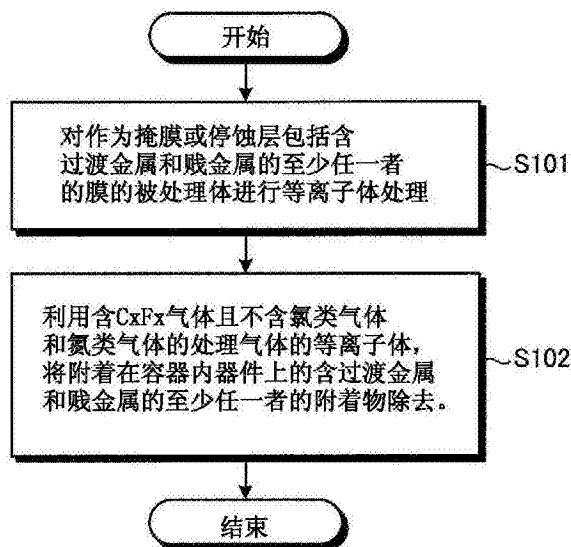 开始
对作为掩膜或停蚀层包括含
过渡金属和贱金属的至少任一者
的膜的被处理体进行等离子体处理
S101
利用含CxFx气体且不含氯类气体
和氮类气体的处理气体的等离子体，
将附着在容器内器件上的含过渡金属
和贱金属的至少任一者的附着物除去。
S102
结束